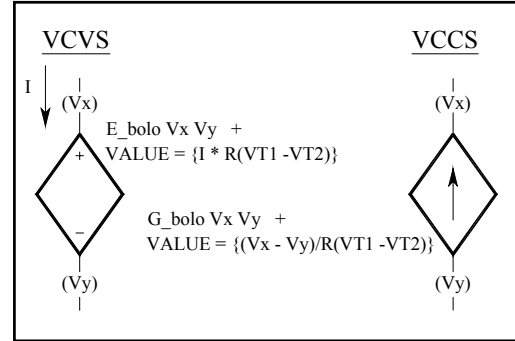 VCVS
VCCS
I
(Vx)
(Vx)
E_bolo Vx Vy +
VALUE = {I * R(VT1 -VT2)}
+
−
G_bolo Vx Vy +
VALUE = {(Vx - Vy)/R(VT1 -VT2)}
(Vy)
(Vy)